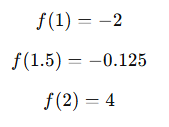 f(1) = −2
f(1.5) = −0.125
f(2) = 4